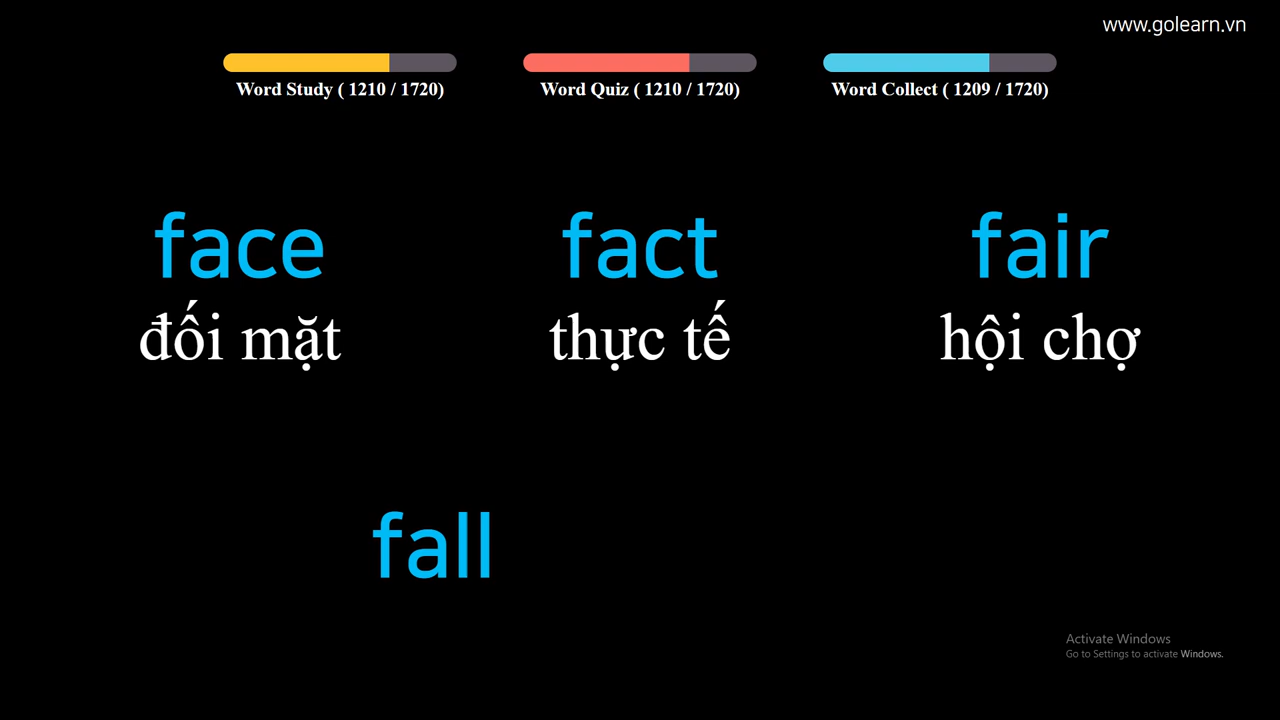 www.golearn.vn
Word Study ( 1210 / 1720)
Word Quiz ( 1210 / 1720)
Word Collect ( 1209 / 1720)
face
đối mặt
fact
thực tế
fair
hội chợ
fall
Activate Windows
Go to Settings to activate Windows.